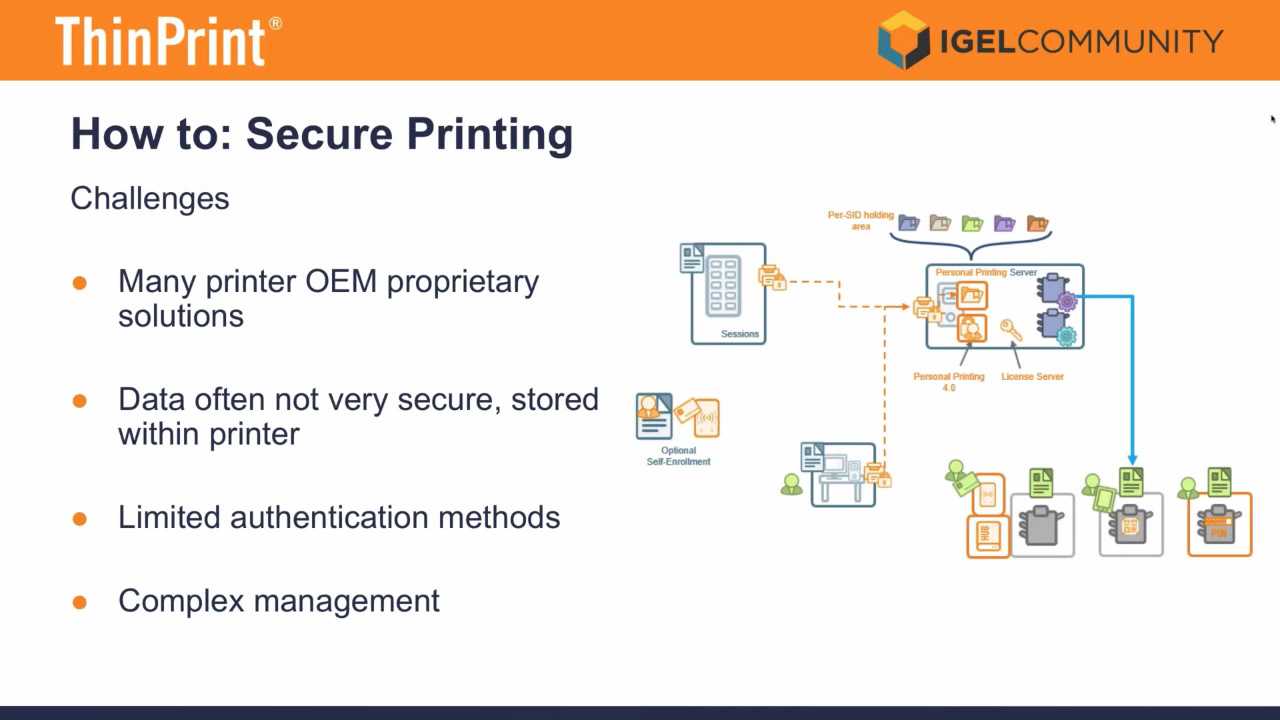 ThinPrint®
IGELCOMMUNITY
How to: Secure Printing
Challenges
● Many printer OEM proprietary
solutions
● Data often not very secure, stored
within printer
● Limited authentication methods
● Complex management
Per-SID holding
area
Personal Printing Server
Sessions
Personal Printing
4.0
License Server
Optional
Self-Enrollment
HUB
PIN